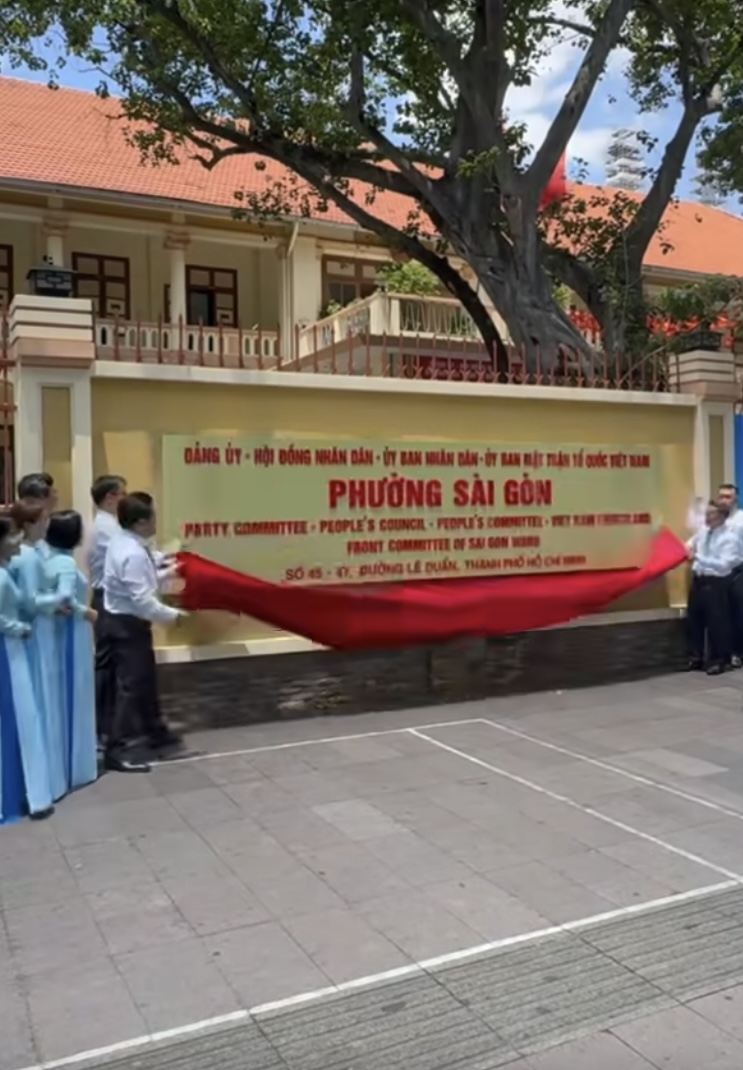 ĐẢNG ỦY - HỘI ĐỒNG NHÂN DÂN - ỦY BAN NHÂN DÂN - ỦY BAN MẶT TRẬN TỔ QUỐC VIỆT NAM
PHƯỜNG SÀI GÒN
PARTY COMMITTEE - PEOPLE'S COUNCIL - PEOPLE'S COMMITTEE - VIET NAM
FRONT COMMITTEE OF SAI GON WARD
SỐ 45 - 47, ĐƯỜNG LÊ DUẨN, THÀNH PHỐ HỒ CHÍ MINH